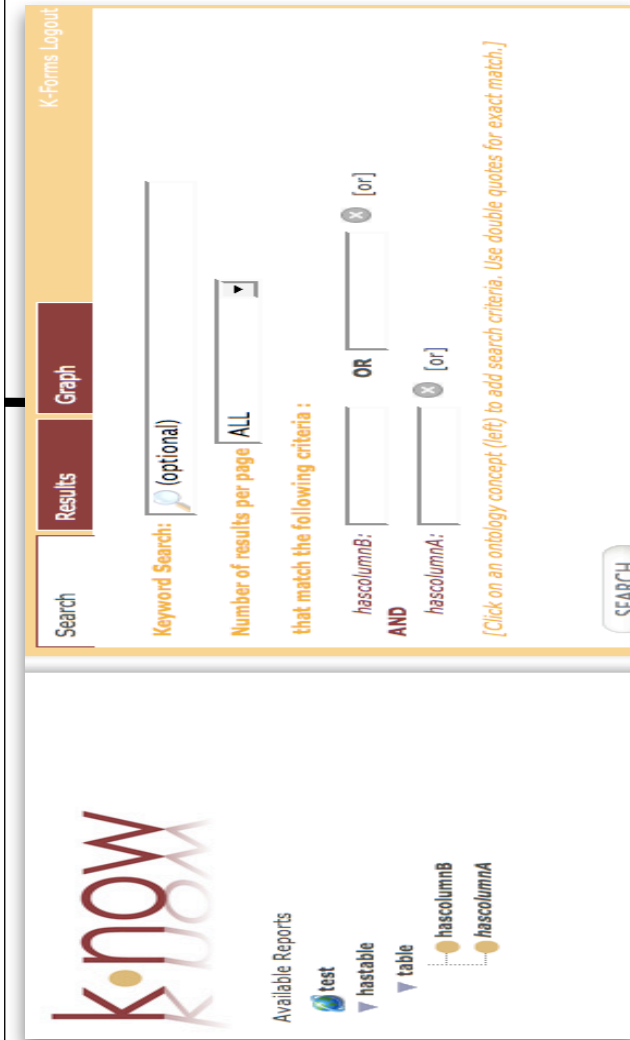 k•now
Available Reports
test
hastable
table
hascolumnB
hascolumnA
K-Forms Logout
Search Results Graph
Keyword Search: (optional)
Number of results per page ALL
that match the following criteria :
hascolumnB: OR [or]
AND
hascolumnA: [or]
[Click on an ontology concept (left) to add search criteria. Use double quotes for exact match.]
SEARCH